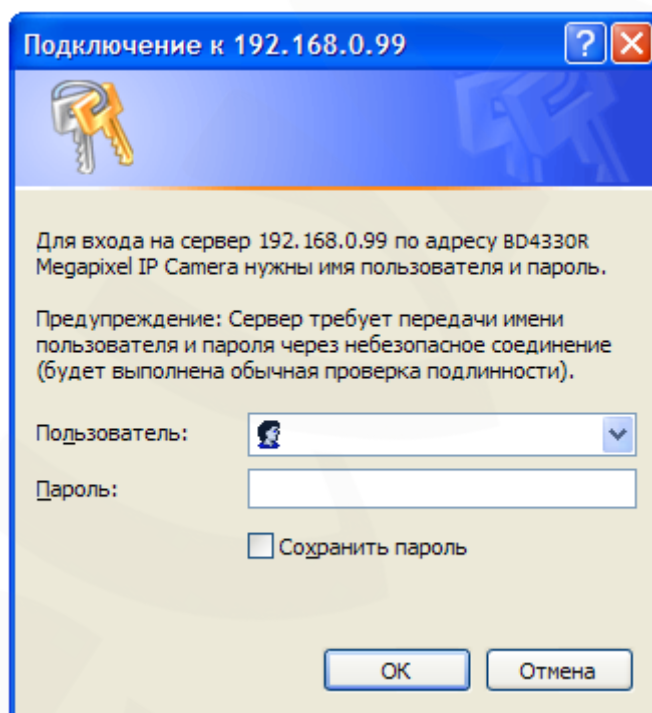 Подключение к 192.168.0.99
Для входа на сервер 192.168.0.99 по адресу BD4330R
Megapixel IP Camera нужны имя пользователя и пароль.
Предупреждение: Сервер требует передачи имени
пользователя и пароля через небезопасное соединение
(будет выполнена обычная проверка подлинности).
Пользователь:
Пароль:
Сохранить пароль
ОК
Отмена